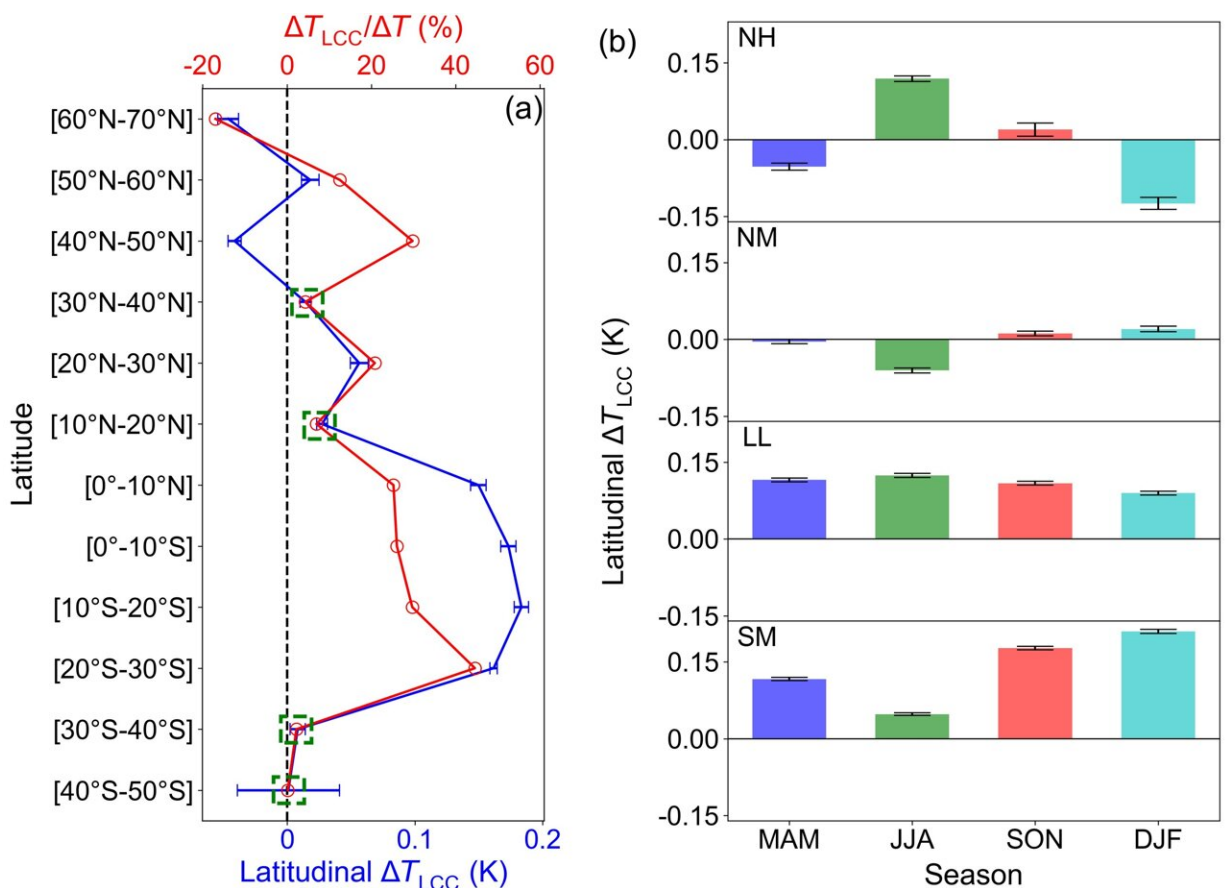 ΔT_LCC/ΔT (%)
-20 0 20 40 60
(a)
[60°N-70°N]
[50°N-60°N]
[40°N-50°N]
[30°N-40°N]
[20°N-30°N]
[10°N-20°N]
[0°-10°N]
[0°-10°S]
[10°S-20°S]
[20°S-30°S]
[30°S-40°S]
[40°S-50°S]
Latitude
0 0.1 0.2
Latitudinal ΔT_LCC (K)
(b)
NH
0.15
0.00
-0.15
NM
0.15
0.00
-0.15
LL
0.15
0.00
-0.15
SM
0.15
0.00
-0.15
Latitudinal ΔT_LCC (K)
MAM JJA SON DJF
Season